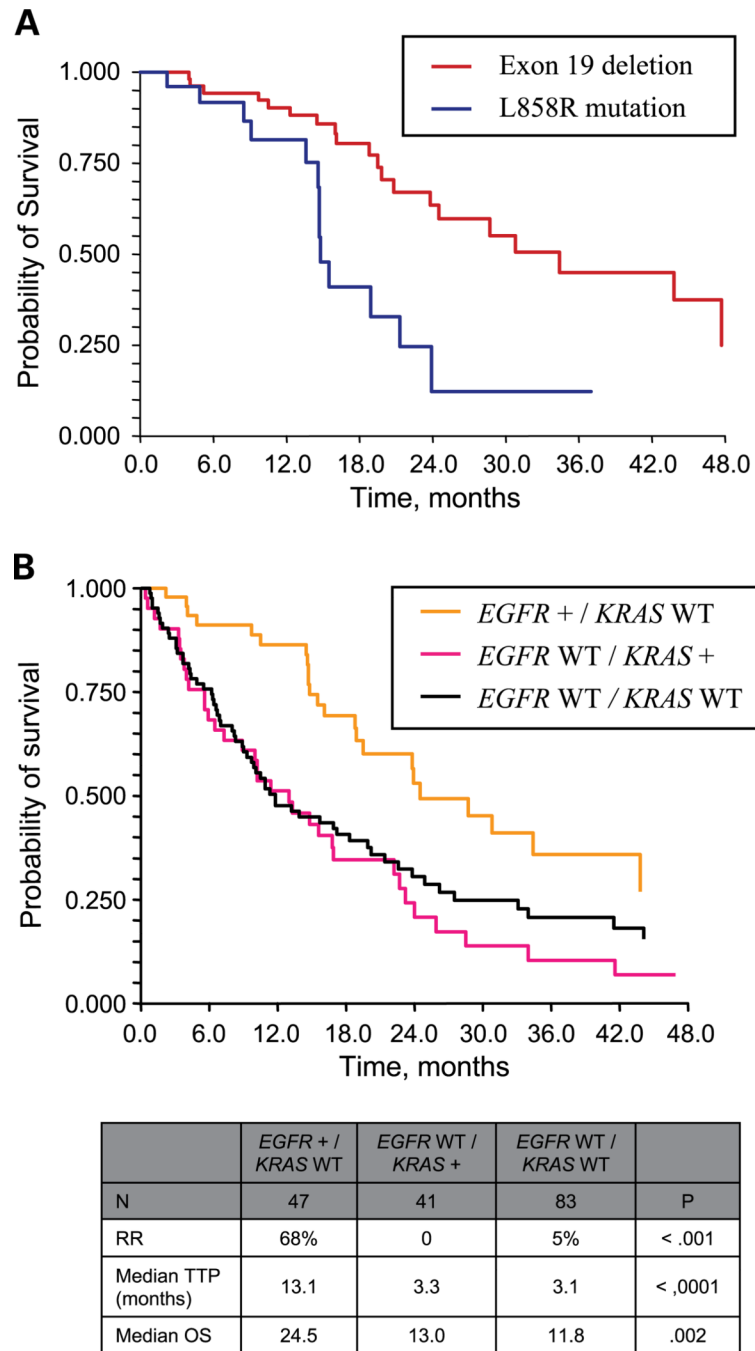 A
Exon 19 deletion
L858R mutation
Probability of Survival
1.000
0.750
0.500
0.250
0.000
0.0 6.0 12.0 18.0 24.0 30.0 36.0 42.0 48.0
Time, months
B
EGFR + / KRAS WT
EGFR WT / KRAS +
EGFR WT / KRAS WT
Probability of survival
1.000
0.750
0.500
0.250
0.000
0.0 6.0 12.0 18.0 24.0 30.0 36.0 42.0 48.0
Time, months
EGFR + / EGFR WT / EGFR WT /
KRAS WT KRAS + KRAS WT
N 47 41 83 P
RR 68% 0 5% < .001
Median TTP
(months) 13.1 3.3 3.1 < ,0001
Median OS 24.5 13.0 11.8 .002